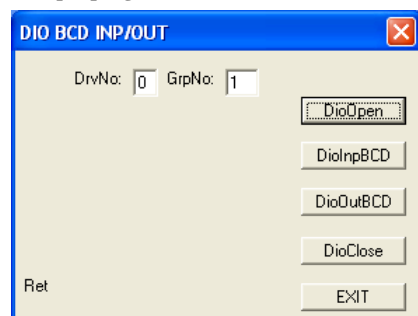 DIO BCD INP/OUT
DrvNo: 0 GrpNo: 1
DioOpen
DioInpBCD
DioOutBCD
DioClose
Ret
EXIT